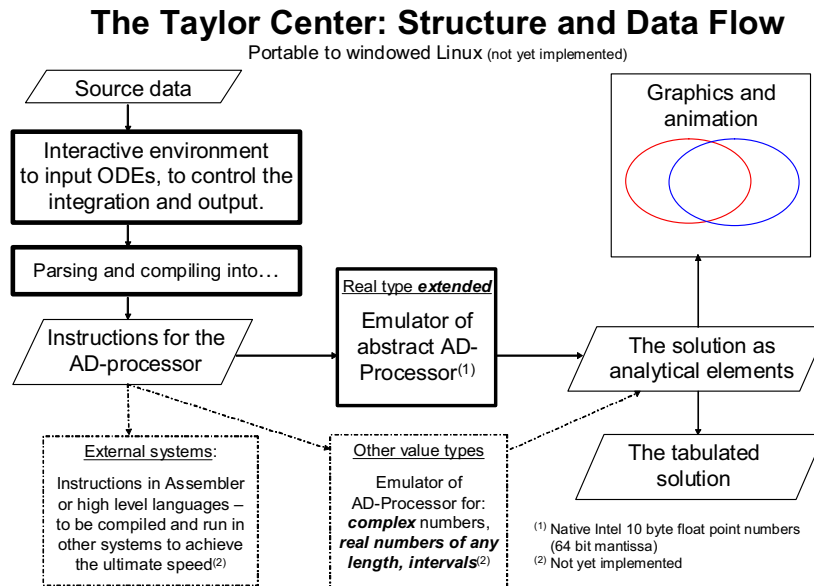 The Taylor Center: Structure and Data Flow
Portable to windowed Linux (not yet implemented)
Source data
Interactive environment
to input ODEs, to control the
integration and output.
Parsing and compiling into…
Instructions for the
AD-processor
Real type extended
Emulator of
abstract AD-
Processor(1)
Graphics and
animation
The solution as
analytical elements
The tabulated
solution
External systems:
Instructions in Assembler
or high level languages –
to be compiled and run in
other systems to achieve
the ultimate speed(2)
Other value types
Emulator of
AD-Processor for:
complex numbers,
real numbers of any
length, intervals(2)
(1) Native Intel 10 byte float point numbers
(64 bit mantissa)
(2) Not yet implemented